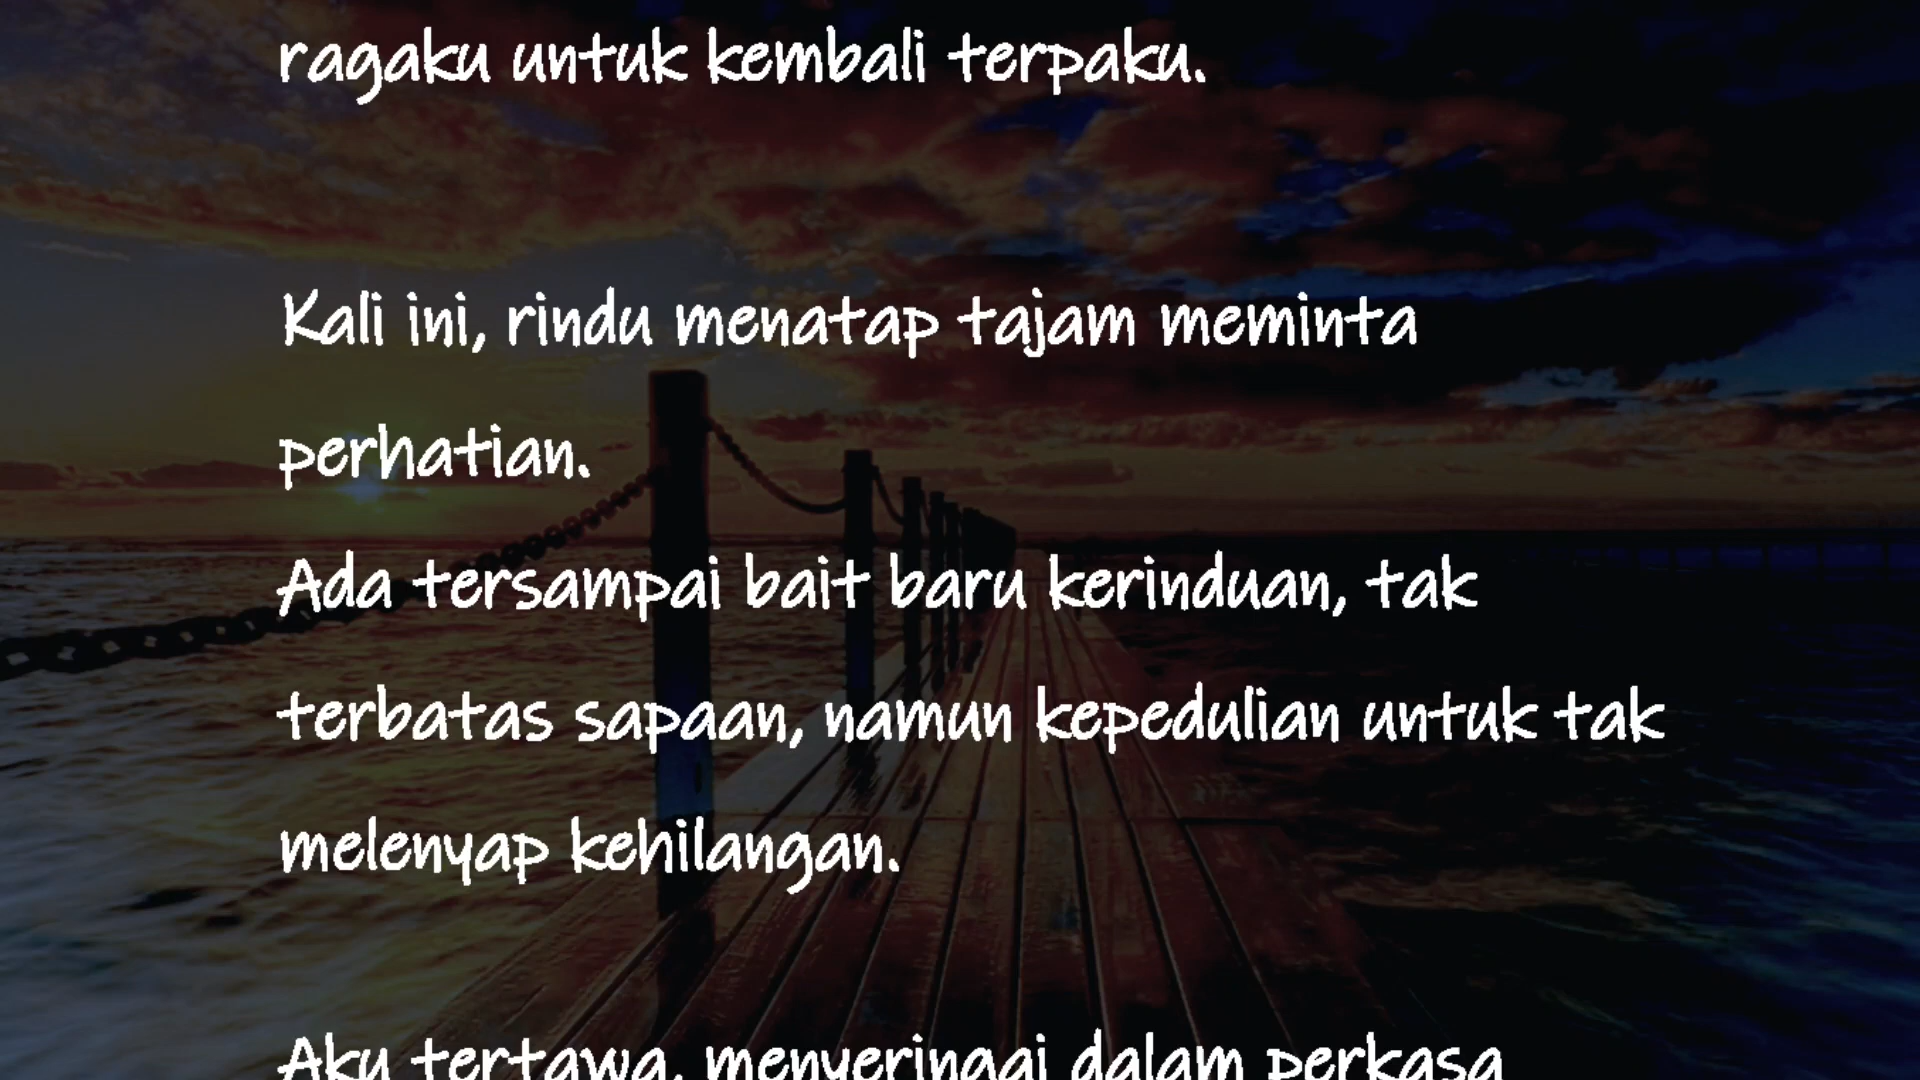 ragaku untuk kembali terpaku.
Kali ini, rindu menatap tajam meminta
perhatian.
Ada tersampai bait baru kerinduan, tak
terbatas sapaan, namun kepedulian untuk tak
melenyap kehilangan.
Aku tertawa, menyeringai dalam perkasa